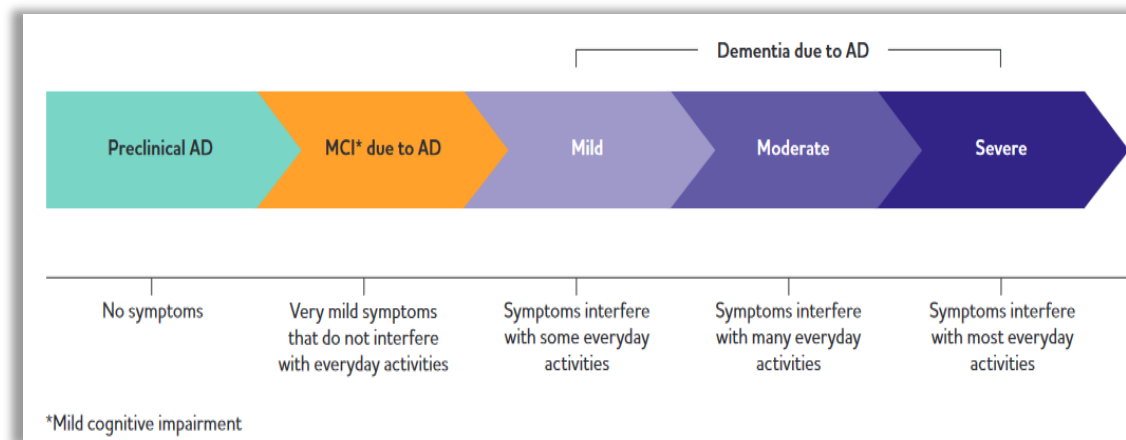 Dementia due to AD
Preclinical AD
MCI* due to AD
Mild
Moderate
Severe
No symptoms
Very mild symptoms
that do not interfere
with everyday activities
Symptoms interfere
with some everyday
activities
Symptoms interfere
with many everyday
activities
Symptoms interfere
with most everyday
activities
*Mild cognitive impairment